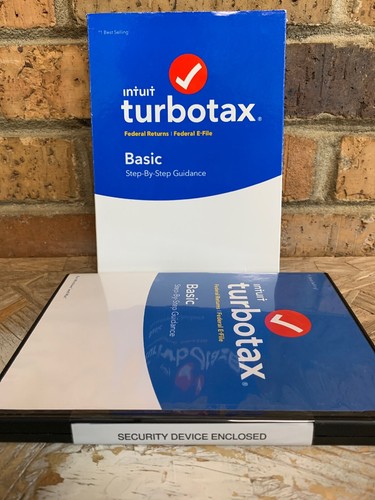 #1 Best Selling
intuit
turbotax®
Federal Returns | Federal E-File
Basic
Step-By-Step Guidance
intuit
turbotax®
Federal Returns | Federal E-File
Basic
Step-By-Step Guidance
SECURITY DEVICE ENCLOSED